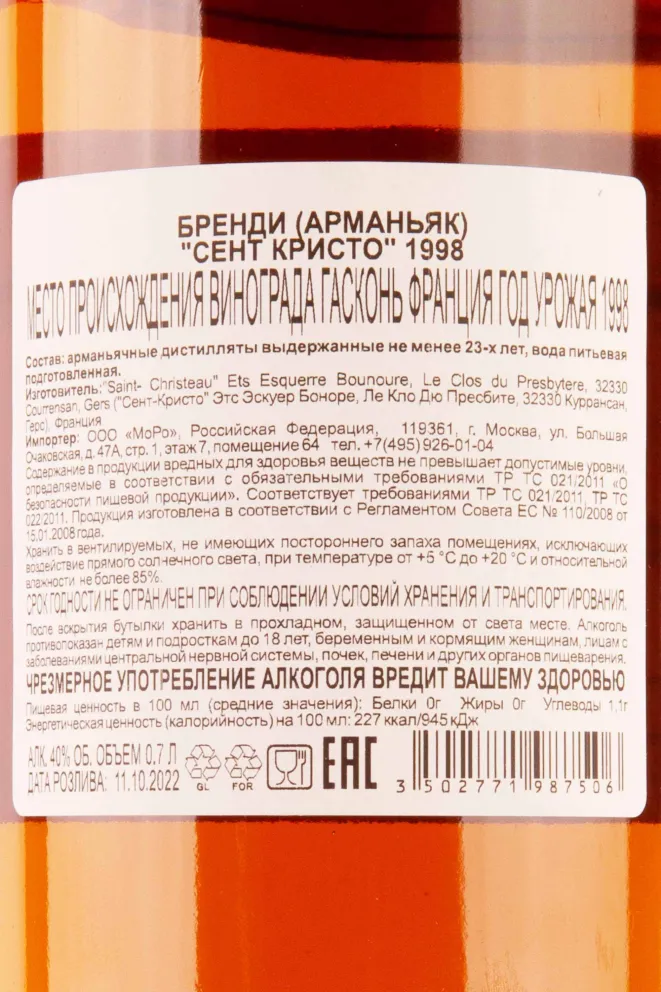 БРЕНДИ (АРМАНЬЯК)
"СЕНТ КРИСТО" 1998
МЕСТО ПРОИСХОЖДЕНИЯ ВИНОГРАДА ГАСКОНЬ ФРАНЦИЯ ГОД УРОЖАЯ 1998
Состав: арманьячные дистилляты выдержанные не менее 23-х лет, вода питьевая
подготовленная.
Изготовитель:"Saint- Christeau" Ets Esquerre Bounoure, Le Clos du Presbytere, 32330
Courrensan, Gers ("Сент-Кристо" Этс Эскуер Боноре, Ле Кло Дю Пресбите, 32330 Куррансан,
Герс), Франция
Импортер: ООО «МоРо», Российская Федерация, 119361, г. Москва, ул. Большая
Очаковская, д. 47А, стр. 1, этаж 7, помещение 64 тел. +7(495) 926-01-04
Содержание в продукции вредных для здоровья веществ не превышает допустимые уровни,
определяемые в соответствии с обязательными требованиями ТР ТС 021/2011 «О
безопасности пищевой продукции». Соответствует требованиями ТР ТС 021/2011, ТР ТС
022/2011. Продукция изготовлена в соответствии с Регламентом Совета ЕС № 110/2008 от
15.01.2008 года.
Хранить в вентилируемых, не имеющих постороннего запаха помещениях, исключающих
воздействие прямого солнечного света, при температуре от +5 °С до +20 °С и относительной
влажности не более 85%.
СРОК ГОДНОСТИ НЕ ОГРАНИЧЕН ПРИ СОБЛЮДЕНИИ УСЛОВИЙ ХРАНЕНИЯ И ТРАНСПОРТИРОВАНИЯ.
После вскрытия бутылки хранить в прохладном, защищенном от света месте. Алкоголь
противопоказан детям и подросткам до 18 лет, беременным и кормящим женщинам, лицам с
заболеваниями центральной нервной системы, почек, печени и других органов пищеварения.
ЧРЕЗМЕРНОЕ УПОТРЕБЛЕНИЕ АЛКОГОЛЯ ВРЕДИТ ВАШЕМУ ЗДОРОВЬЮ
Пищевая ценность в 100 мл (средние значения): Белки 0г Жиры 0г Углеводы 1,1г
Энергетическая ценность (калорийность) на 100 мл: 227 ккал/945 кДж
АЛК. 40% ОБ. ОБЪЕМ 0,7 Л
ДАТА РОЗЛИВА: 11.10.2022
GL FOR
EAC
3 502771 987506